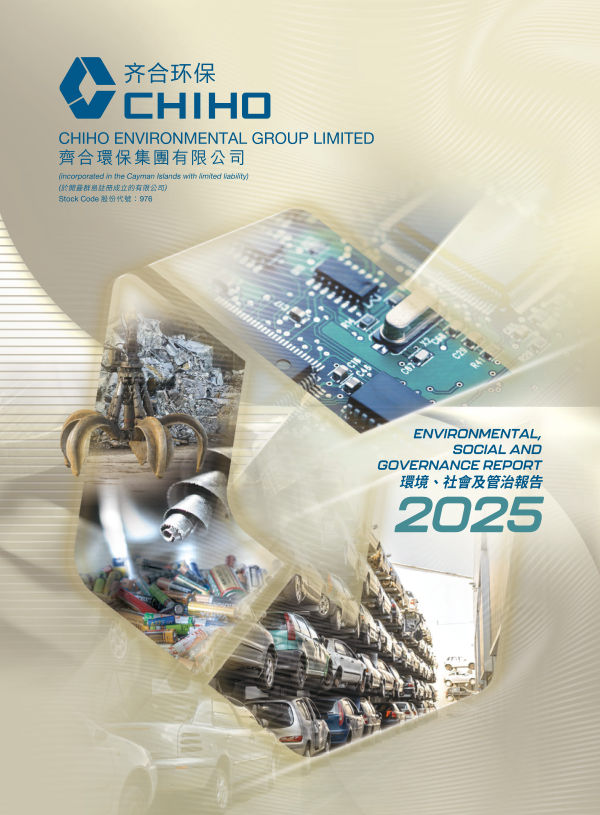 齐合环保
CHIHO
CHIHO ENVIRONMENTAL GROUP LIMITED
齊合環保集團有限公司
(incorporated in the Cayman Islands with limited liability)
(於開曼群島註冊成立的有限公司)
Stock Code 股份代號：976
ENVIRONMENTAL,
SOCIAL AND
GOVERNANCE REPORT
環境、社會及管治報告
2025